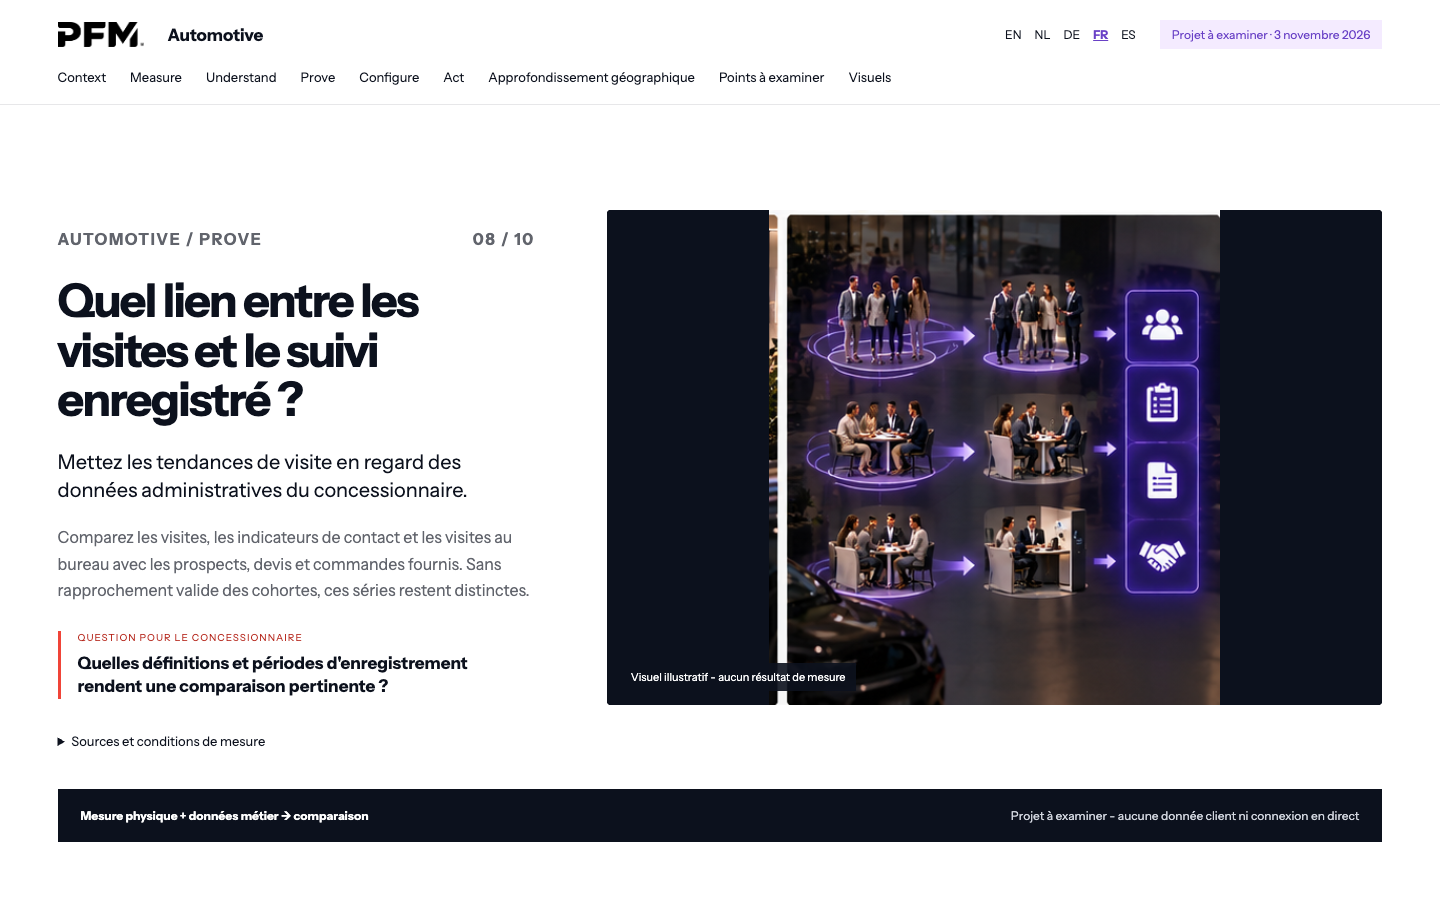 PFM.
Automotive
EN NL DE FR ES
Projet à examiner · 3 novembre 2026
Context Measure Understand Prove Configure Act Approfondissement géographique Points à examiner Visuels
AUTOMOTIVE / PROVE
08 / 10
Quel lien entre les
visites et le suivi
enregistré ?
Mettez les tendances de visite en regard des
données administratives du concessionnaire.
Comparez les visites, les indicateurs de contact et les visites au
bureau avec les prospects, devis et commandes fournis. Sans
rapprochement valide des cohortes, ces séries restent distinctes.
QUESTION POUR LE CONCESSIONNAIRE
Quelles définitions et périodes d'enregistrement
rendent une comparaison pertinente ?
Sources et conditions de mesure
Visuel illustratif - aucun résultat de mesure
Mesure physique + données métier → comparaison
Projet à examiner - aucune donnée client ni connexion en direct